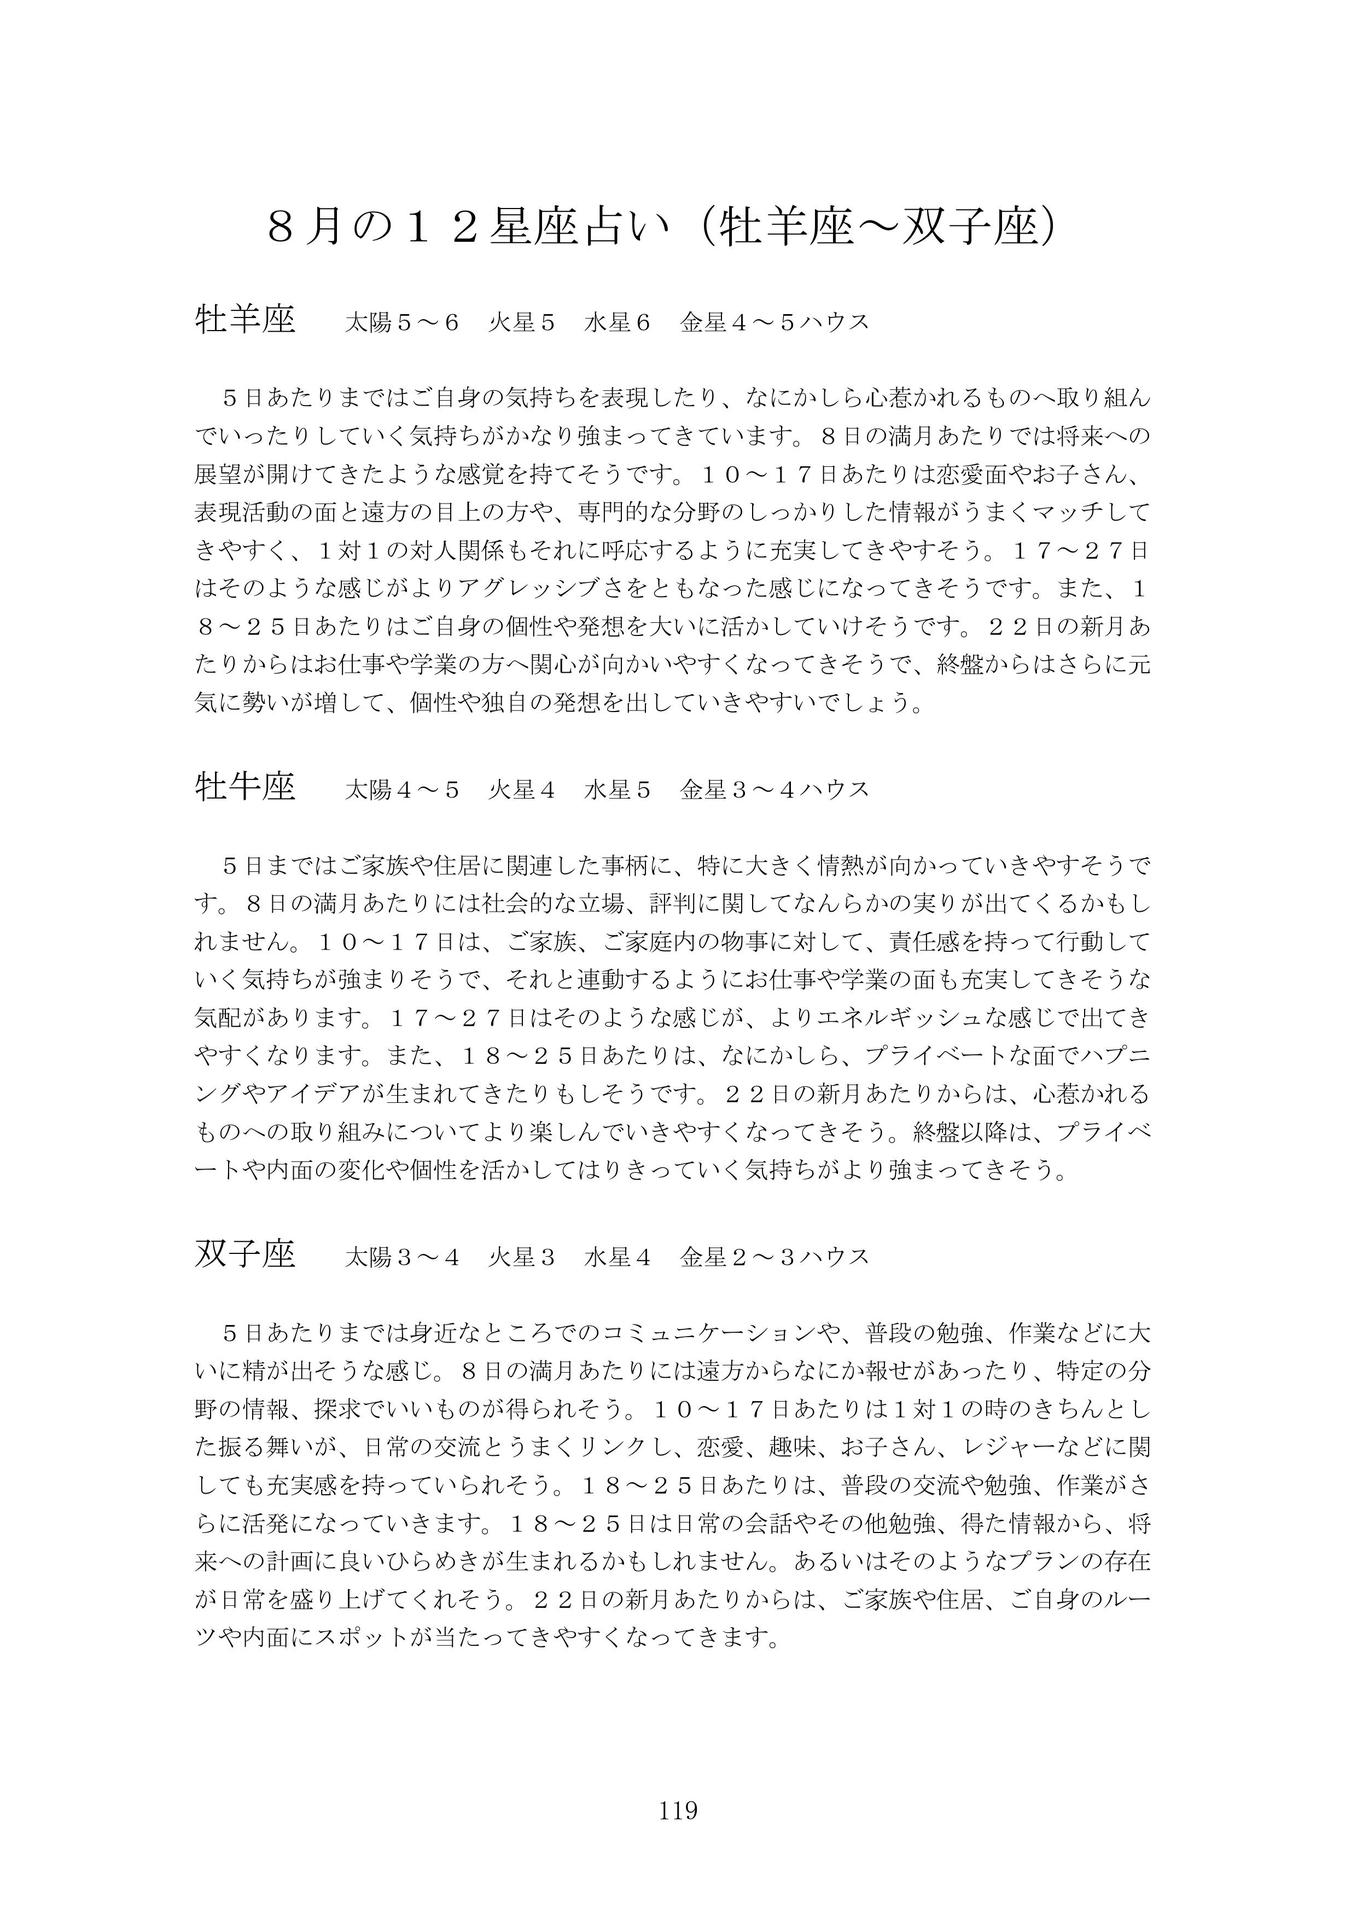 ８月の１２星座占い（牡羊座～双子座）
牡羊座　太陽５～６　火星５　水星６　金星４～５ハウス
５日あたりまではご自身の気持ちを表現したり、なにかしら心惹かれるものへ取り組ん
でいったりしていく気持ちがかなり強まってきています。８日の満月あたりでは将来への
展望が開けてきたような感覚を持てそうです。１０～１７日あたりは恋愛面やお子さん、
表現活動の面と遠方の目上の方や、専門的な分野のしっかりした情報がうまくマッチして
きやすく、１対１の対人関係もそれに呼応するように充実してきやすそう。１７～２７日
はそのような感じがよりアグレッシブさをともなった感じになってきそうです。また、１
８～２５日あたりはご自身の個性や発想を大いに活かしていけそうです。２２日の新月あ
たりからはお仕事や学業の方へ関心が向かいやすくなってきそうで、終盤からはさらに元
気に勢いが増して、個性や独自の発想を出していきやすいでしょう。
牡牛座　太陽４～５　火星４　水星５　金星３～４ハウス
５日まではご家族や住居に関連した事柄に、特に大きく情熱が向かっていきやすそうで
す。８日の満月あたりには社会的な立場、評判に関してなんらかの実りが出てくるかもし
れません。１０～１７日は、ご家族、ご家庭内の物事に対して、責任感を持って行動して
いく気持ちが強まりそうで、それと連動するようにお仕事や学業の面も充実してきそうな
気配があります。１７～２７日はそのような感じが、よりエネルギッシュな感じで出てき
やすくなります。また、１８～２５日あたりは、なにかしら、プライベートな面でハプニ
ングやアイデアが生まれてきたりもしそうです。２２日の新月あたりからは、心惹かれる
ものへの取り組みについてより楽しんでいきやすくなってきそう。終盤以降は、プライベ
ートや内面の変化や個性を活かしてはりきっていく気持ちがより強まってきそう。
双子座　太陽３～４　火星３　水星４　金星２～３ハウス
５日あたりまでは身近なところでのコミュニケーションや、普段の勉強、作業などに大
いに精が出そうな感じ。８日の満月あたりには遠方からなにか報せがあったり、特定の分
野の情報、探求でいいものが得られそう。１０～１７日あたりは１対１の時のきちんとし
た振る舞いが、日常の交流とうまくリンクし、恋愛、趣味、お子さん、レジャーなどに関
しても充実感を持っていられそう。１８～２５日あたりは、普段の交流や勉強、作業がさ
らに活発になっていきます。１８～２５日は日常の会話やその他勉強、得た情報から、将
来への計画に良いひらめきが生まれるかもしれません。あるいはそのようなプランの存在
が日常を盛り上げてくれそう。２２日の新月あたりからは、ご家族や住居、ご自身のルー
ツや内面にスポットが当たってきやすくなってきます。
119